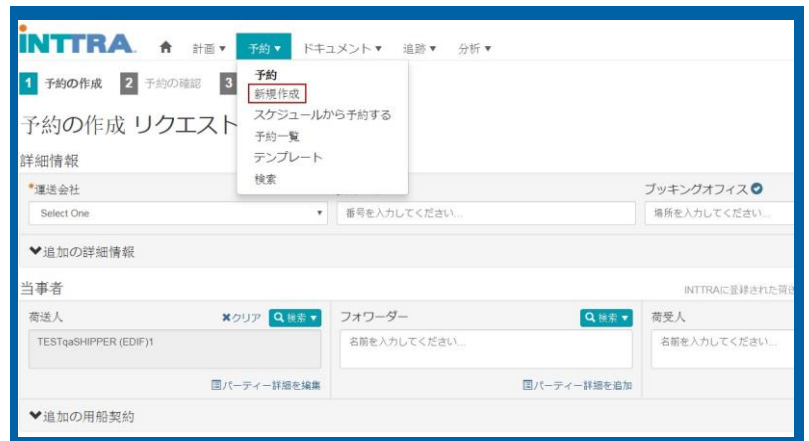 INTTRA 計画 予約 ドキュメント 追跡 分析
1 予約の作成 2 予約の確認 3
予約
新規作成
スケジュールから予約する
予約一覧
テンプレート
検索
予約の作成 リクエスト
詳細情報
*運送会社 ブッキングオフィス
Select One 番号を入力してください... 場所を入力してください...
追加の詳細情報
当事者 INTTRAに登録された荷送
荷送人 クリア 検索 フォワーダー 検索 荷受人
TESTqaSHIPPER (EDIF)1 名前を入力してください... 名前を入力してください...
パーティー詳細を編集 パーティー詳細を追加
追加の用船契約